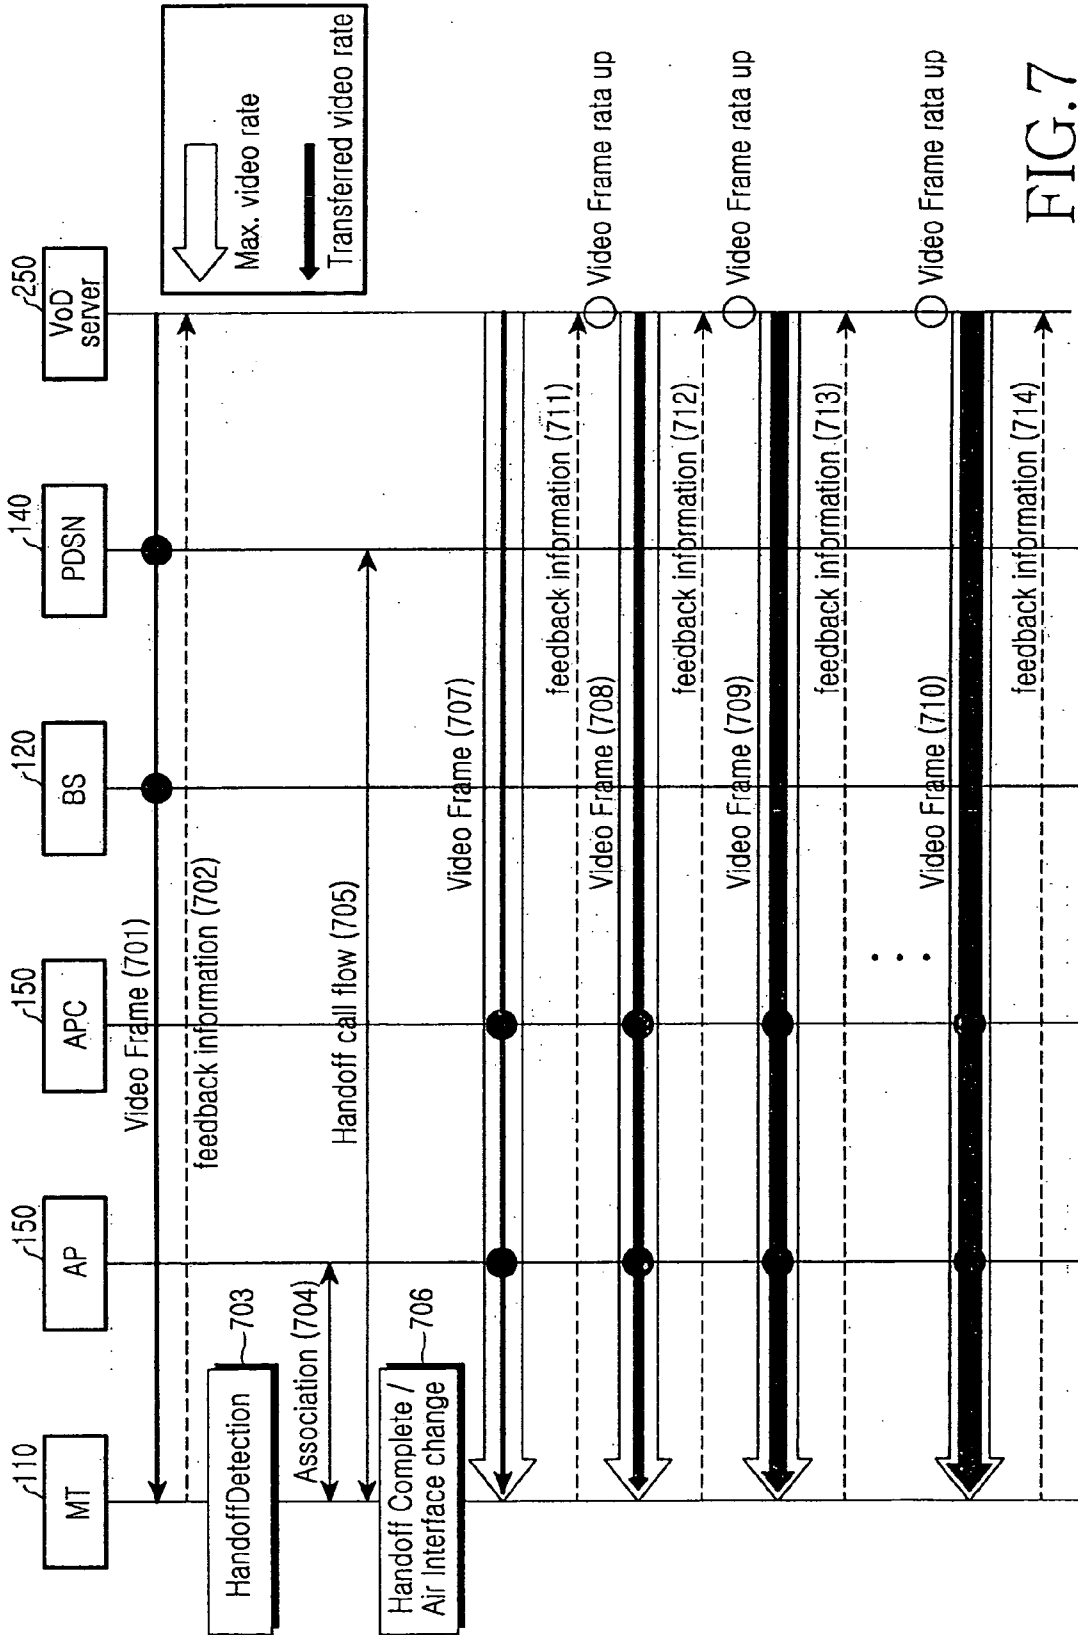 110
MT
150
AP
150
APC
120
BS
140
PDSN
250
VoD
server
Max. video rate
Transferred video rate
Video Frame (701)
feedback information (702)
HandoffDetection
703
Association (704)
Handoff call flow (705)
Handoff Complete /
Air Interface change
706
Video Frame (707)
feedback information (711)
Video Frame rata up
Video Frame (708)
feedback information (712)
Video Frame rata up
Video Frame (709)
feedback information (713)
. . .
Video Frame rata up
Video Frame (710)
feedback information (714)
FIG.7